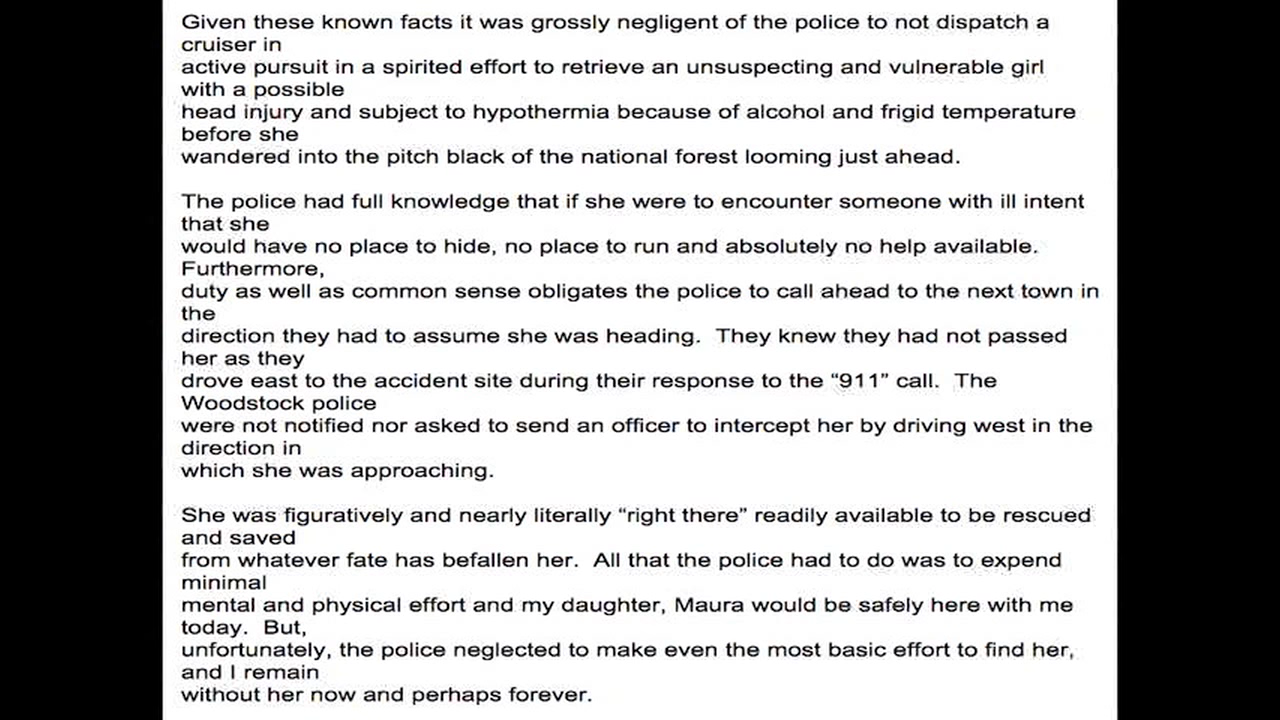 Given these known facts it was grossly negligent of the police to not dispatch a
cruiser in
active pursuit in a spirited effort to retrieve an unsuspecting and vulnerable girl
with a possible
head injury and subject to hypothermia because of alcohol and frigid temperature
before she
wandered into the pitch black of the national forest looming just ahead.

The police had full knowledge that if she were to encounter someone with ill intent
that she
would have no place to hide, no place to run and absolutely no help available.
Furthermore,
duty as well as common sense obligates the police to call ahead to the next town in
the
direction they had to assume she was heading.  They knew they had not passed
her as they
drove east to the accident site during their response to the “911” call.  The
Woodstock police
were not notified nor asked to send an officer to intercept her by driving west in the
direction in
which she was approaching.

She was figuratively and nearly literally “right there” readily available to be rescued
and saved
from whatever fate has befallen her.  All that the police had to do was to expend
minimal
mental and physical effort and my daughter, Maura would be safely here with me
today.  But,
unfortunately, the police neglected to make even the most basic effort to find her,
and I remain
without her now and perhaps forever.